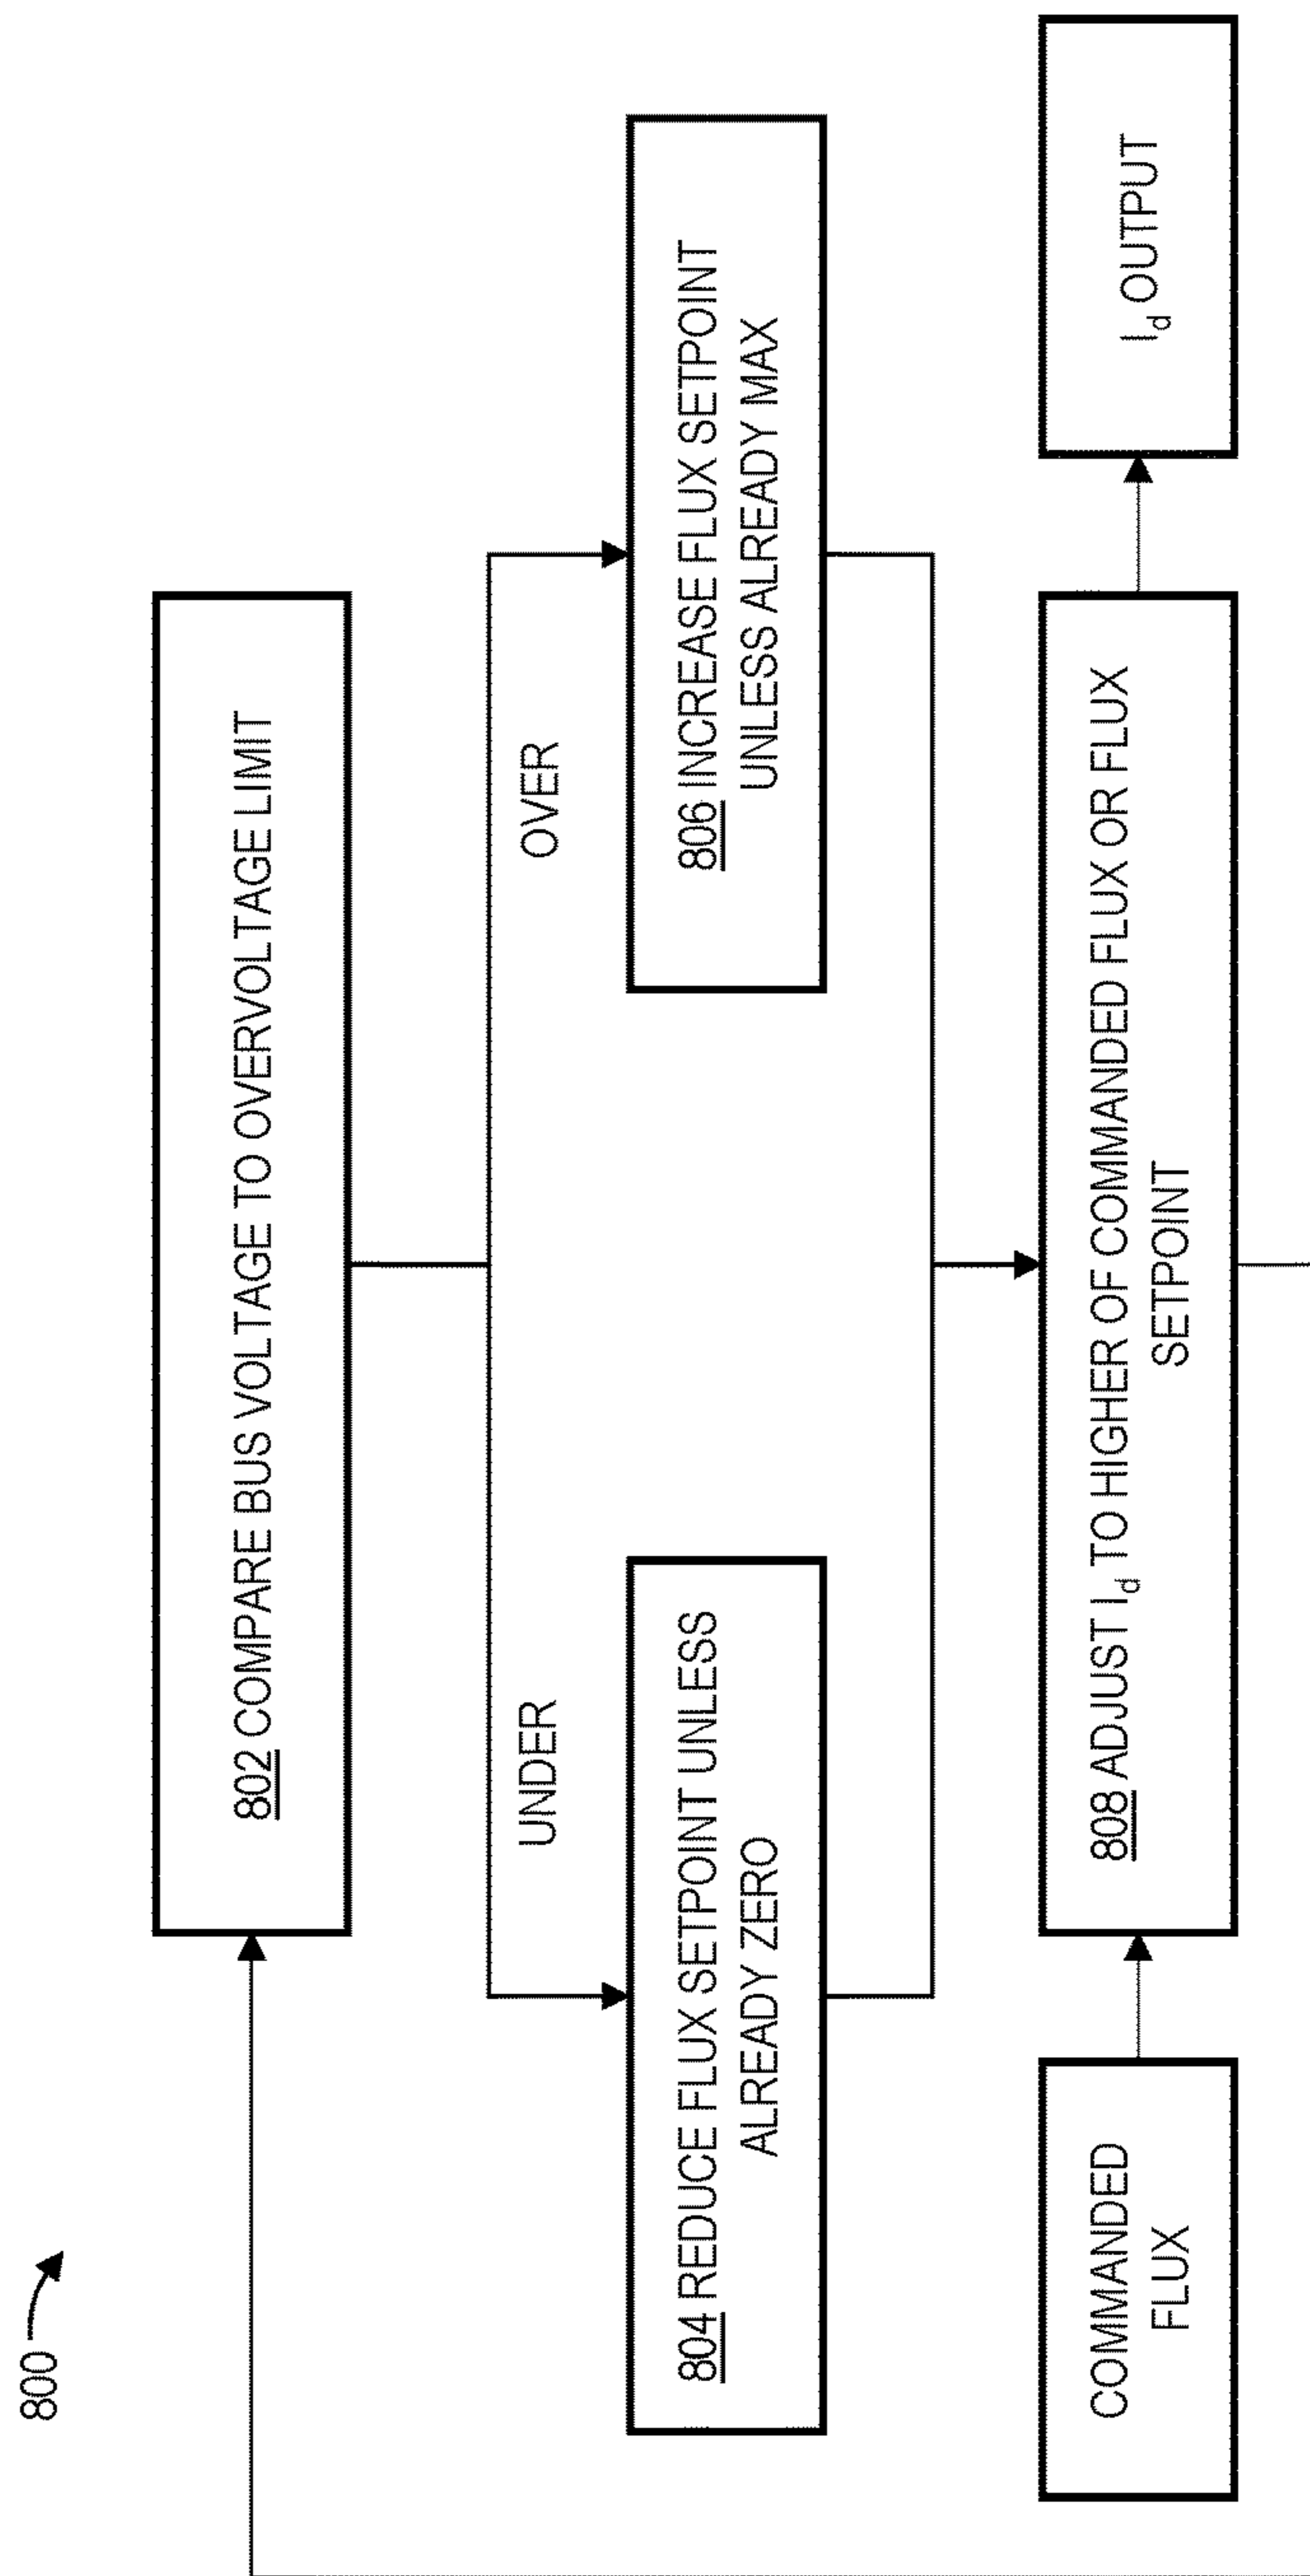 800
802 COMPARE BUS VOLTAGE TO OVERVOLTAGE LIMIT
UNDER
OVER
804 REDUCE FLUX SETPOINT UNLESS
ALREADY ZERO
806 INCREASE FLUX SETPOINT
UNLESS ALREADY MAX
COMMANDED
FLUX
808 ADJUST Id TO HIGHER OF COMMANDED FLUX OR FLUX
SETPOINT
Id OUTPUT